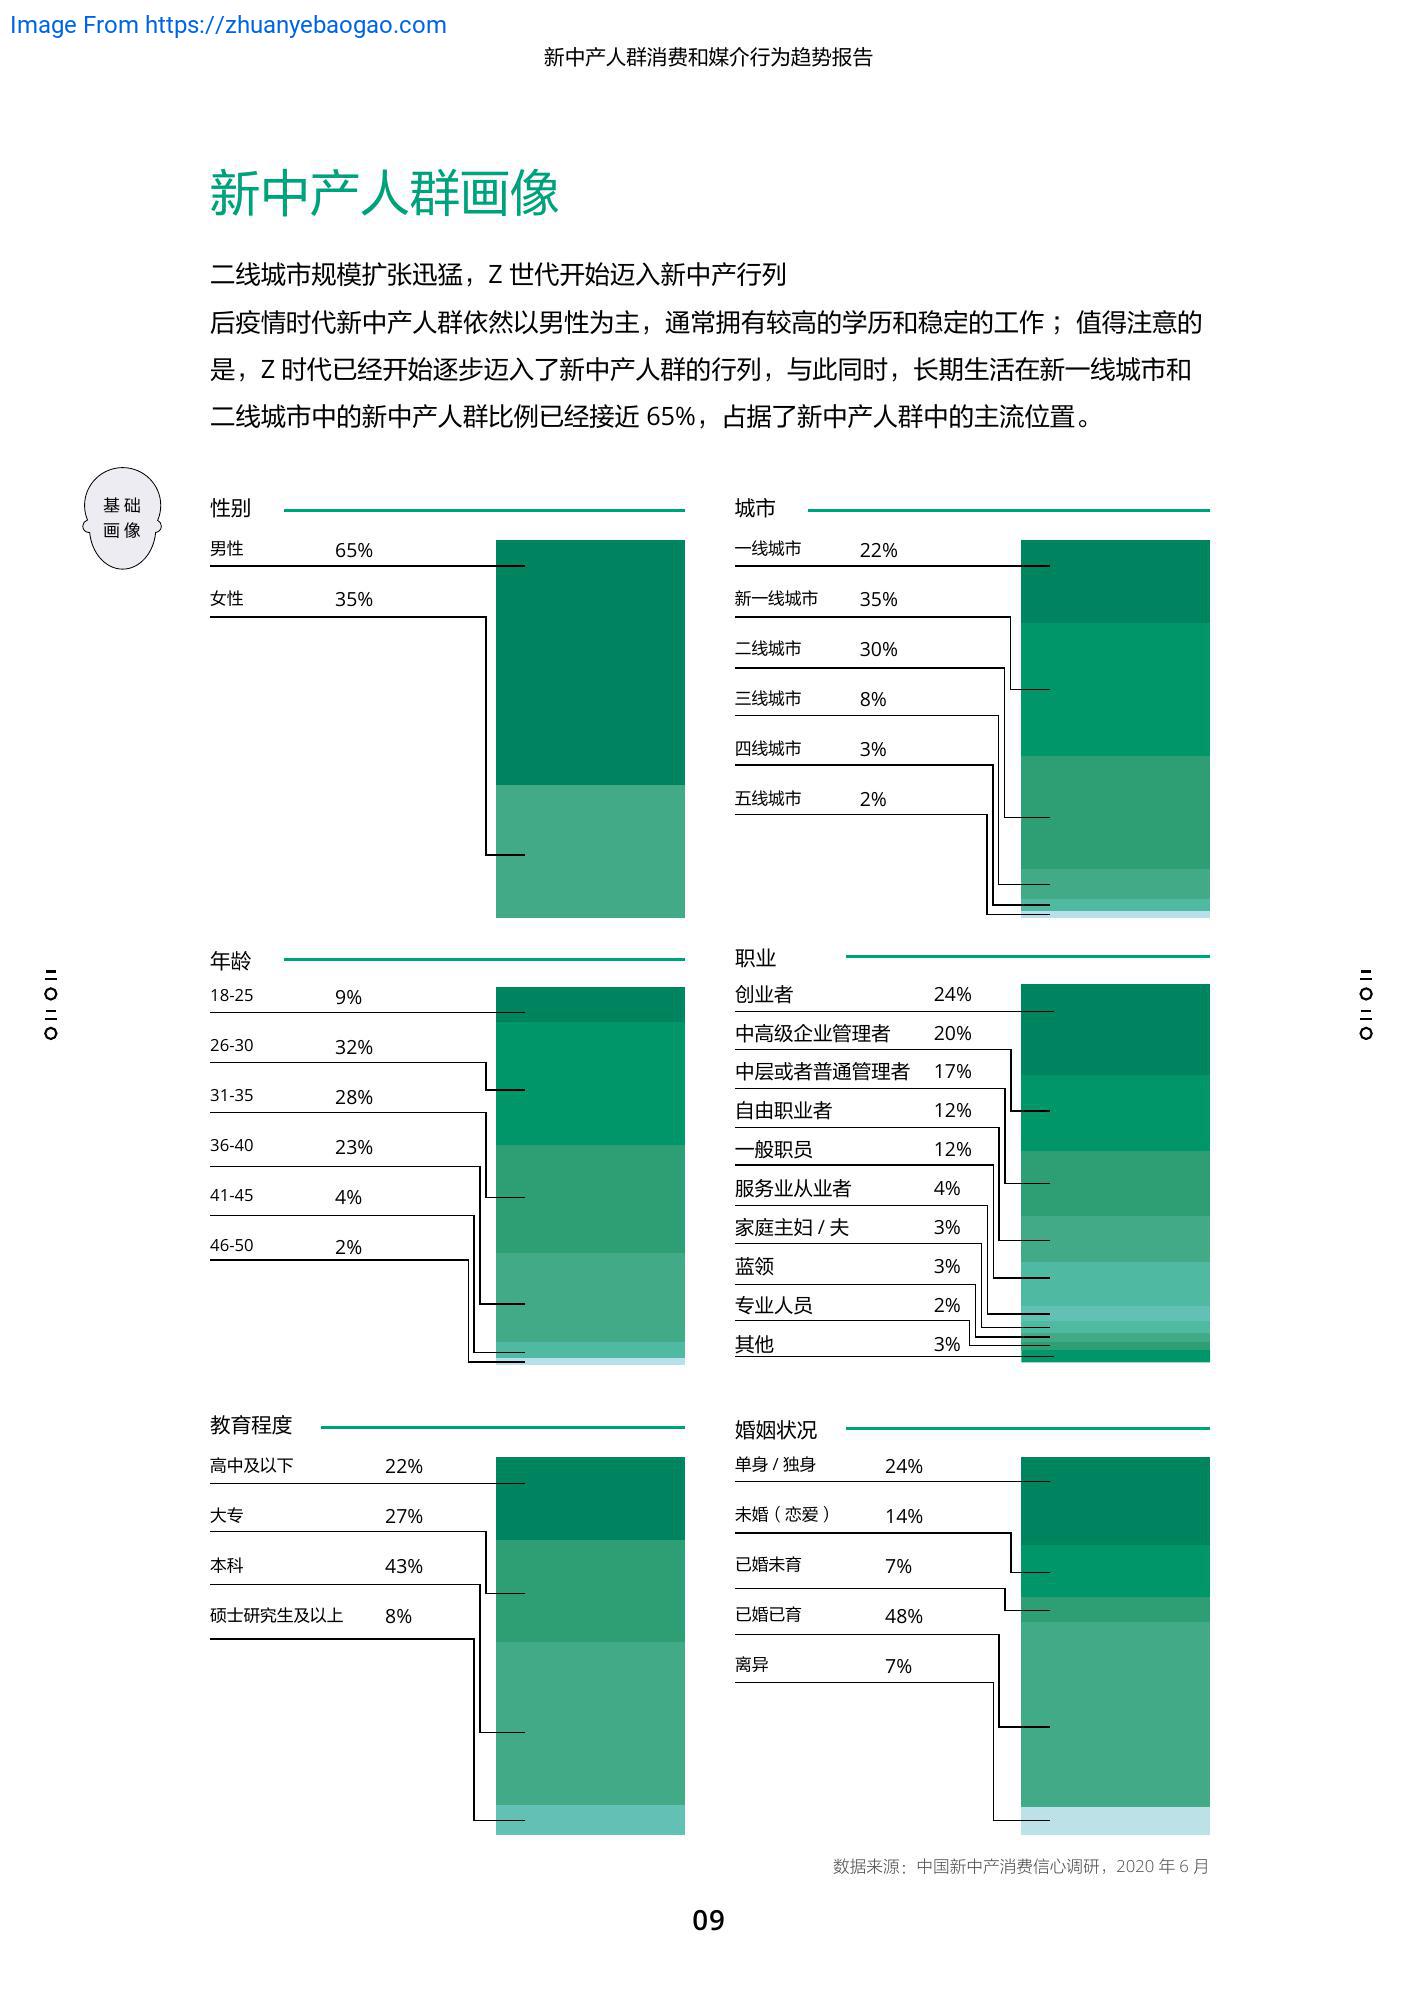 Image From https://zhuanyebaogao.com
新中产人群消费和媒介行为趋势报告
新中产人群画像
二线城市规模扩张迅猛，Z 世代开始迈入新中产行列
后疫情时代新中产人群依然以男性为主，通常拥有较高的学历和稳定的工作；值得注意的
是，Z 时代已经开始逐步迈入了新中产人群的行列，与此同时，长期生活在新一线城市和
二线城市中的新中产人群比例已经接近 65%，占据了新中产人群中的主流位置。
基础
画像
性别
男性 65%
女性 35%
城市
一线城市 22%
新一线城市 35%
二线城市 30%
三线城市 8%
四线城市 3%
五线城市 2%
年龄
18-25 9%
26-30 32%
31-35 28%
36-40 23%
41-45 4%
46-50 2%
职业
创业者 24%
中高级企业管理者 20%
中层或者普通管理者 17%
自由职业者 12%
一般职员 12%
服务业从业者 4%
家庭主妇 / 夫 3%
蓝领 3%
专业人员 2%
其他 3%
二〇二〇
二〇二〇
教育程度
高中及以下 22%
大专 27%
本科 43%
硕士研究生及以上 8%
婚姻状况
单身 / 独身 24%
未婚（恋爱） 14%
已婚未育 7%
已婚已育 48%
离异 7%
数据来源：中国新中产消费信心调研，2020 年 6 月
09